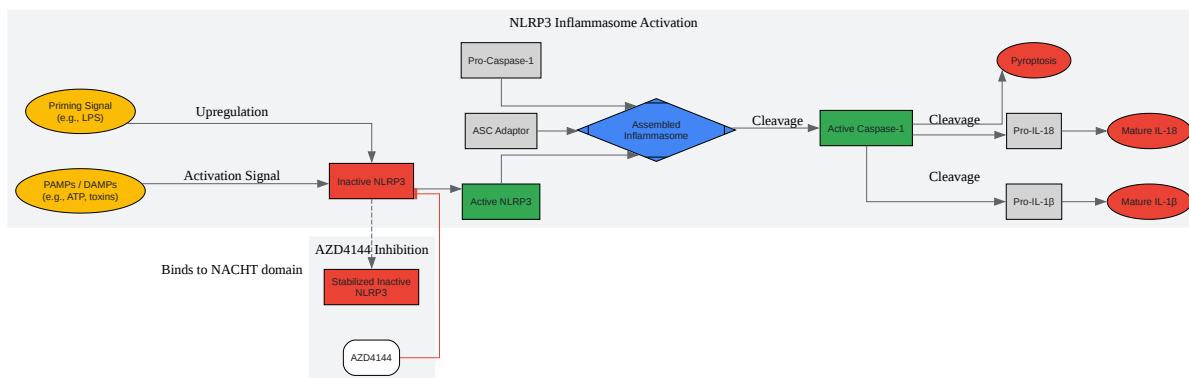 NLRP3 Inflammasome Activation
Pro-Caspase-1
Pyroptosis
Priming Signal
(e.g., LPS)
Upregulation
ASC Adaptor
Assembled
Inflammasome
Cleavage
Active Caspase-1
Cleavage
Pro-IL-18
Mature IL-18
PAMPs / DAMPs
(e.g., ATP, toxins)
Activation Signal
Inactive NLRP3
Active NLRP3
Cleavage
Pro-IL-1β
Mature IL-1β
AZD4144 Inhibition
Binds to NACHT domain
Stabilized Inactive
NLRP3
AZD4144